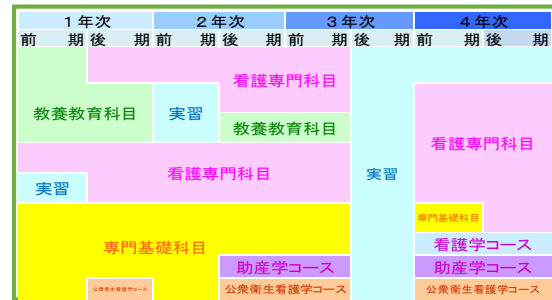 １年次 ２年次 ３年次 ４年次
前 期 後 期 前 期 後 期 前 期 後 期 前 期 後 期
看護専門科目
教養教育科目
実習
教養教育科目
看護専門科目
看護専門科目
実習
実習
専門基礎科目
専門基礎科目
看護学コース
助産学コース
助産学コース
公衆衛生看護学コース
公衆衛生看護学コース
公衆衛生看護学コース